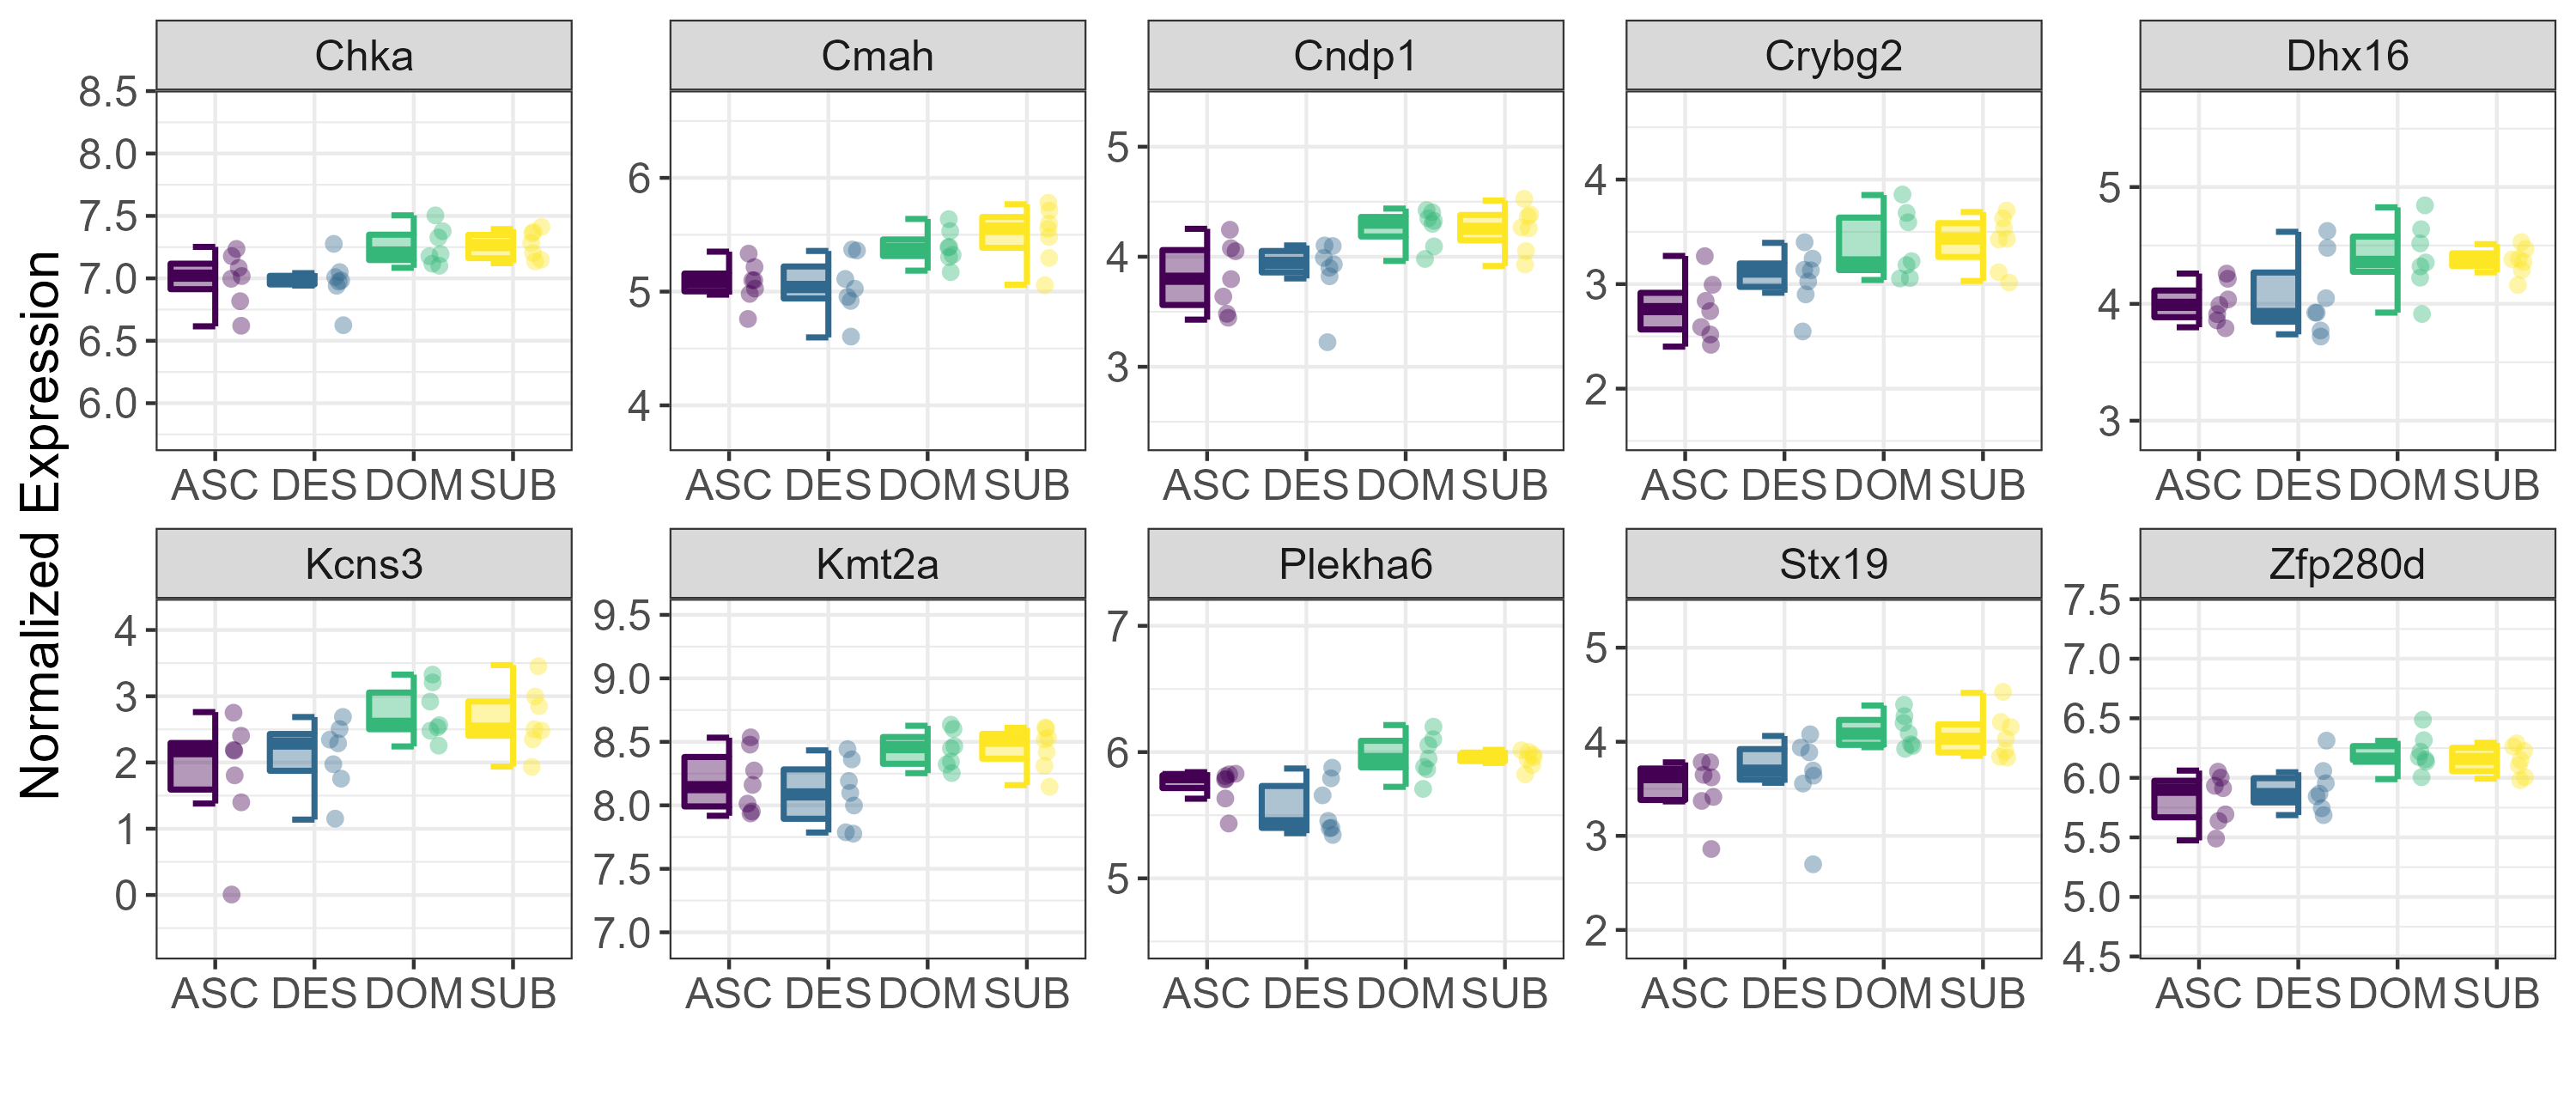 Normalized Expression
Chka
8.5
8.0
7.5
7.0
6.5
6.0
ASC DES DOM SUB
Cmah
6
5
4
ASC DES DOM SUB
Cndp1
5
4
3
ASC DES DOM SUB
Crybg2
4
3
2
ASC DES DOM SUB
Dhx16
5
4
3
ASC DES DOM SUB
Kcns3
4
3
2
1
0
ASC DES DOM SUB
Kmt2a
9.5
9.0
8.5
8.0
7.5
7.0
ASC DES DOM SUB
Plekha6
7
6
5
ASC DES DOM SUB
Stx19
5
4
3
2
ASC DES DOM SUB
Zfp280d
7.5
7.0
6.5
6.0
5.5
5.0
4.5
ASC DES DOM SUB